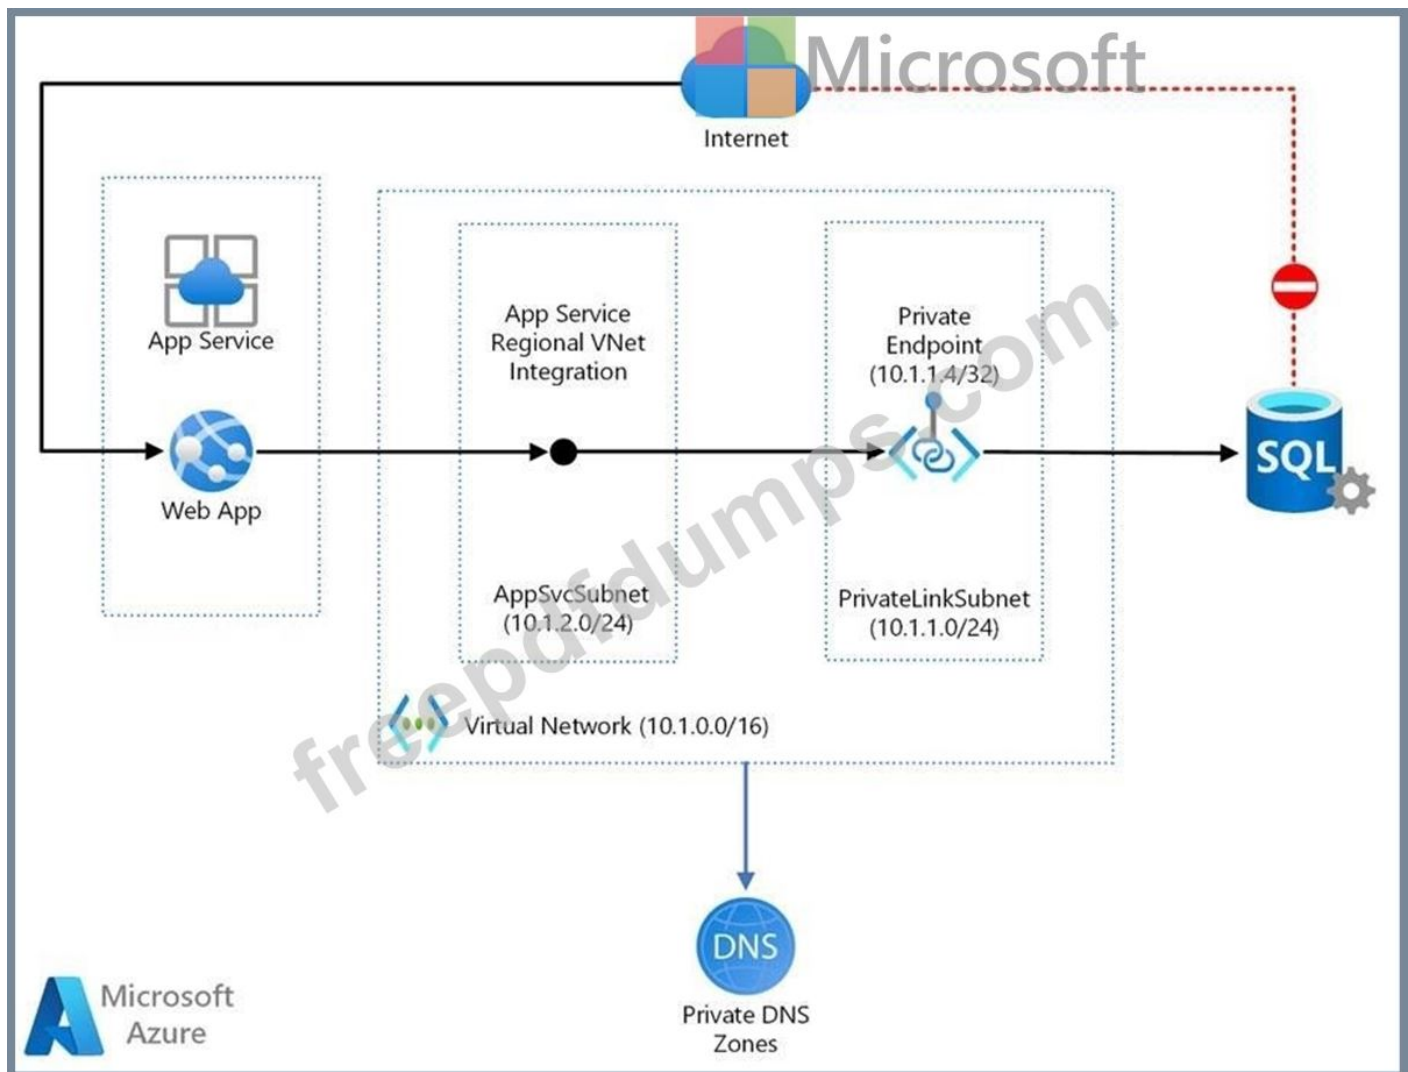 Microsoft
Internet
App Service
Web App
App Service
Regional VNet
Integration
AppSvcSubnet
(10.1.2.0/24)
Private
Endpoint
(10.1.1.4/32)
PrivateLinkSubnet
(10.1.1.0/24)
SQL
Virtual Network (10.1.0.0/16)
DNS
Private DNS
Zones
Microsoft
Azure
freepdfdumps.com